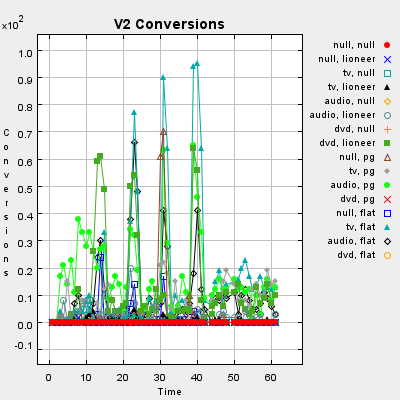 V2 Conversions
x10²
1.0
0.9
0.8
0.7
0.6
0.5
0.4
0.3
0.2
0.1
0.0
-0.1
Conversions
0 10 20 30 40 50 60
Time
null, null
null, lioneer
tv, null
tv, lioneer
audio, null
audio, lioneer
dvd, null
dvd, lioneer
null, pg
tv, pg
audio, pg
dvd, pg
null, flat
tv, flat
audio, flat
dvd, flat